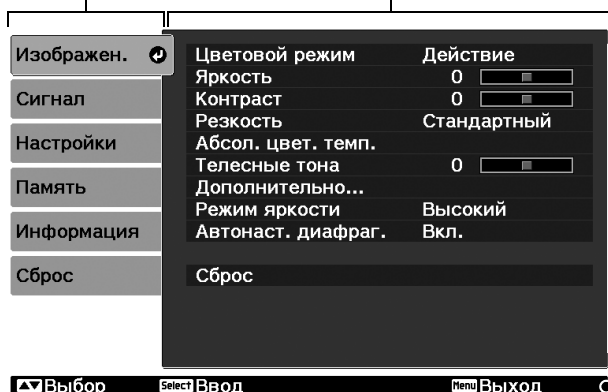 Изображен.
Сигнал
Настройки
Память
Информация
Сброс
Цветовой режим Действие
Яркость 0
Контраст 0
Резкость Стандартный
Абсол. цвет. темп.
Телесные тона 0
Дополнительно...
Режим яркости Высокий
Автонаст. диафраг. Вкл.
Сброс
Выбор Select Ввод Menu Выход